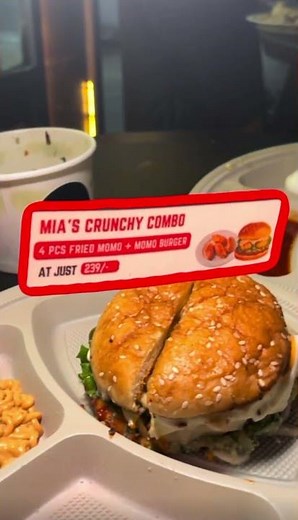 MIA'S CRUNCHY COMBO
4 PCS FRIED MOMO + MOMO BURGER
AT JUST 239/-